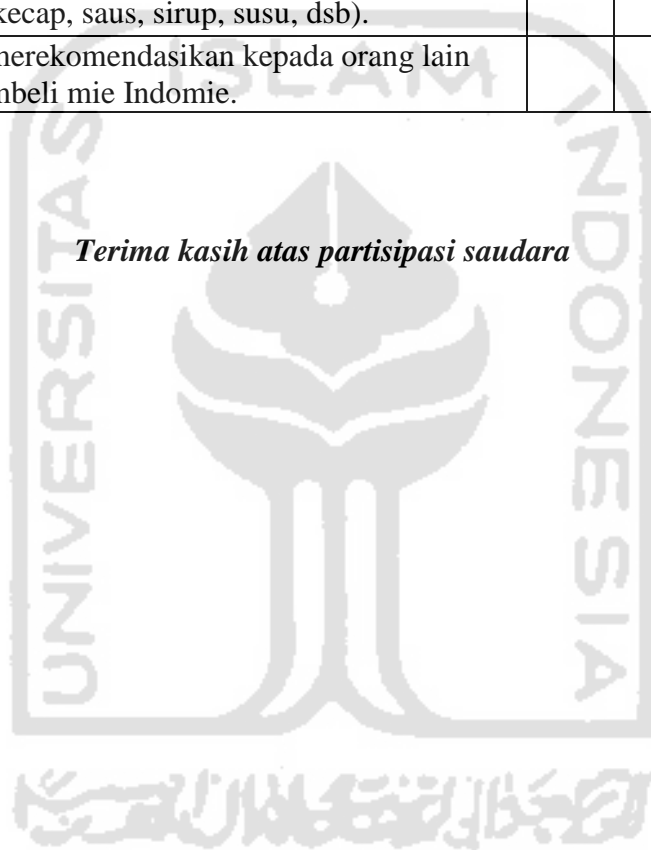 kecap, saus, sirup, susu, dsb).
merekomendasikan kepada orang lain
mbeli mie Indomie.
ISLAM
UNIVERSITAS
INDONESIA
Terima kasih atas partisipasi saudara